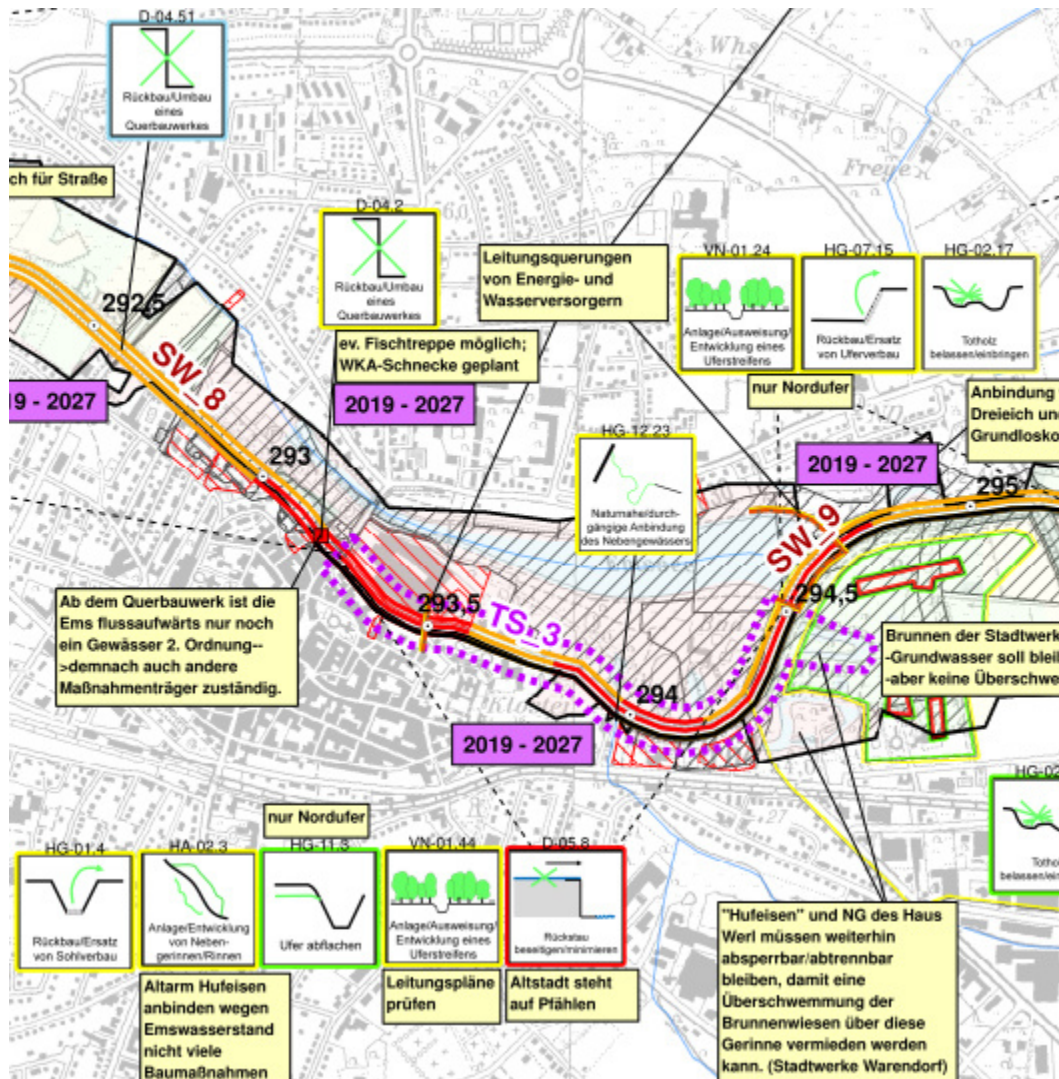 D-04.51
Rückbau/Umbau
eines
Querbauwerkes
Whs
Freye
ch für Straße
D-04.2
Rückbau/Umbau
eines
Querbauwerkes
ev. Fischtreppe möglich;
WKA-Schnecke geplant
2019 - 2027
Leitungsquerungen
von Energie- und
Wasserversorgern
VN-01.24
Anlage/Ausweisung/
Entwicklung eines
Uferstreifens
HG-07.15
Rückbau/Ersatz
von Uferverbau
HG-02.17
Totholz
belassen/einbringen
nur Nordufer
Anbindung
Dreieich un
Grundlosko
292,5
SW_8
19 - 2027
293
HG-12.23
Naturnahe/durch-
gängige Anbindung
des Nebengewässers
2019 - 2027
295
SW_9
Ab dem Querbauwerk ist die
Ems flussaufwärts nur noch
ein Gewässer 2. Ordnung--
>demnach auch andere
Maßnahmenträger zuständig.
293,5
TS_3
294,5
294
Brunnen der Stadtwerk
-Grundwasser soll bleil
-aber keine Überschwe
2019 - 2027
nur Nordufer
HG-01.4
Rückbau/Ersatz
von Sohlverbau
HA-02.3
Anlage/Entwicklung
von Neben-
gerinnen/Rinnen
HG-11.3
Ufer abflachen
VN-01.44
Anlage/Ausweisung/
Entwicklung eines
Uferstreifens
D-05.8
Rückstau
beseitigen/minimieren
HG-02
Totho
belassen/ein
Altarm Hufeisen
anbinden wegen
Emswasserstand
nicht viele
Baumaßnahmen
Leitungspläne
prüfen
Altstadt steht
auf Pfählen
"Hufeisen" und NG des Haus
Werl müssen weiterhin
absperrbar/abtrennbar
bleiben, damit eine
Überschwemmung der
Brunnenwiesen über diese
Gerinne vermieden werden
kann. (Stadtwerke Warendorf)